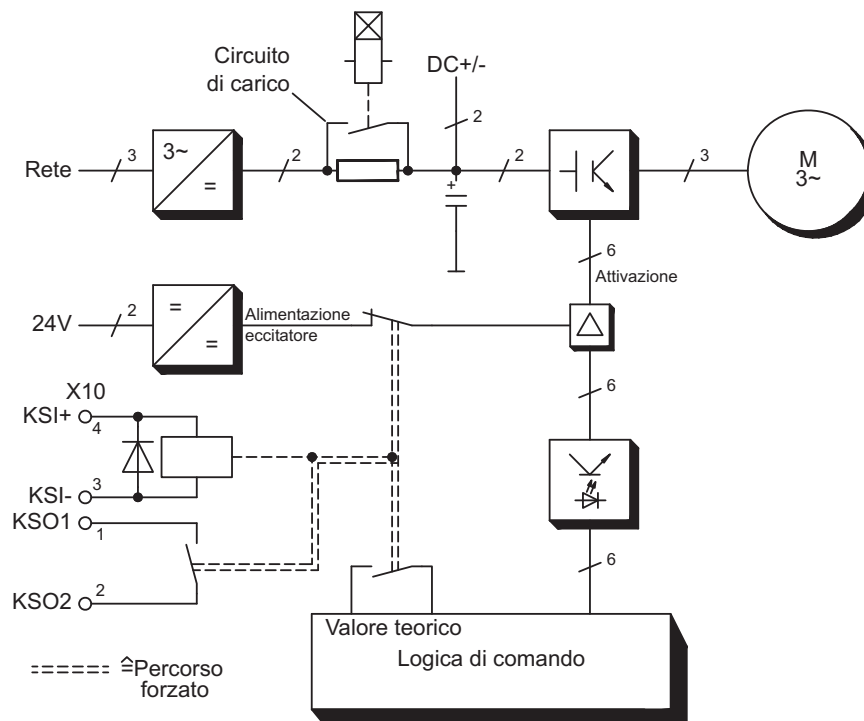 Circuito
di carico
DC+/-
2
Rete
3
3~
=
2
+
2
3
M
3~
6
Attivazione
24V
2
=
=
Alimentazione
eccitatore
6
X10
KSI+
4
KSI-
3
KSO1
1
KSO2
2
6
Valore teorico
Logica di comando
≙Percorso
forzato